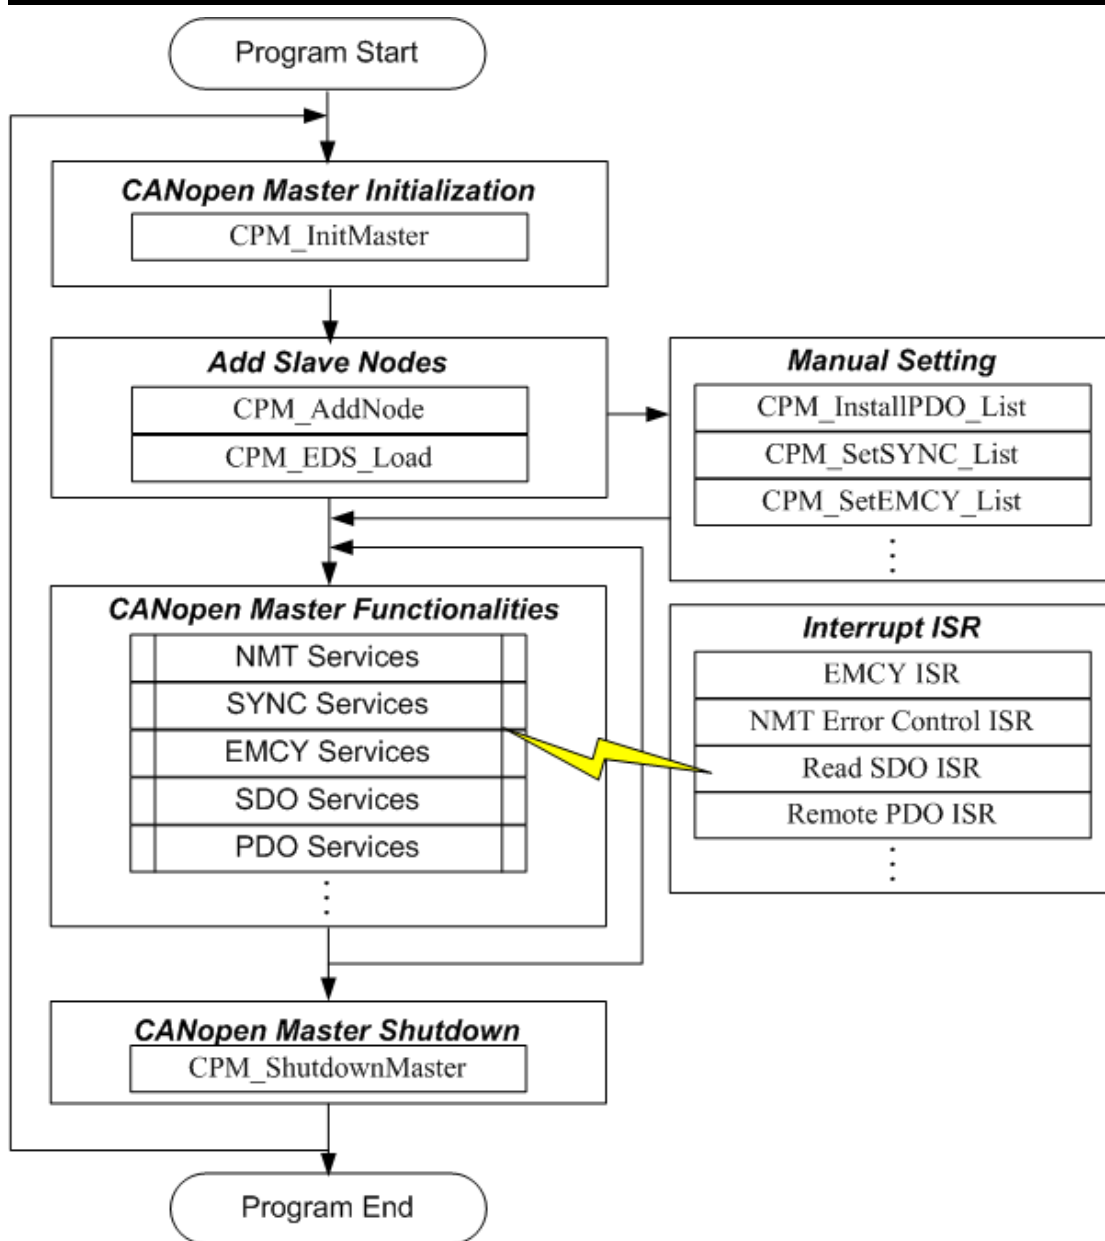 Program Start
CANopen Master Initialization
CPM_InitMaster
Add Slave Nodes
CPM_AddNode
CPM_EDS_Load
Manual Setting
CPM_InstallPDO_List
CPM_SetSYNC_List
CPM_SetEMCY_List
CANopen Master Functionalities
NMT Services
SYNC Services
EMCY Services
SDO Services
PDO Services
Interrupt ISR
EMCY ISR
NMT Error Control ISR
Read SDO ISR
Remote PDO ISR
CANopen Master Shutdown
CPM_ShutdownMaster
Program End